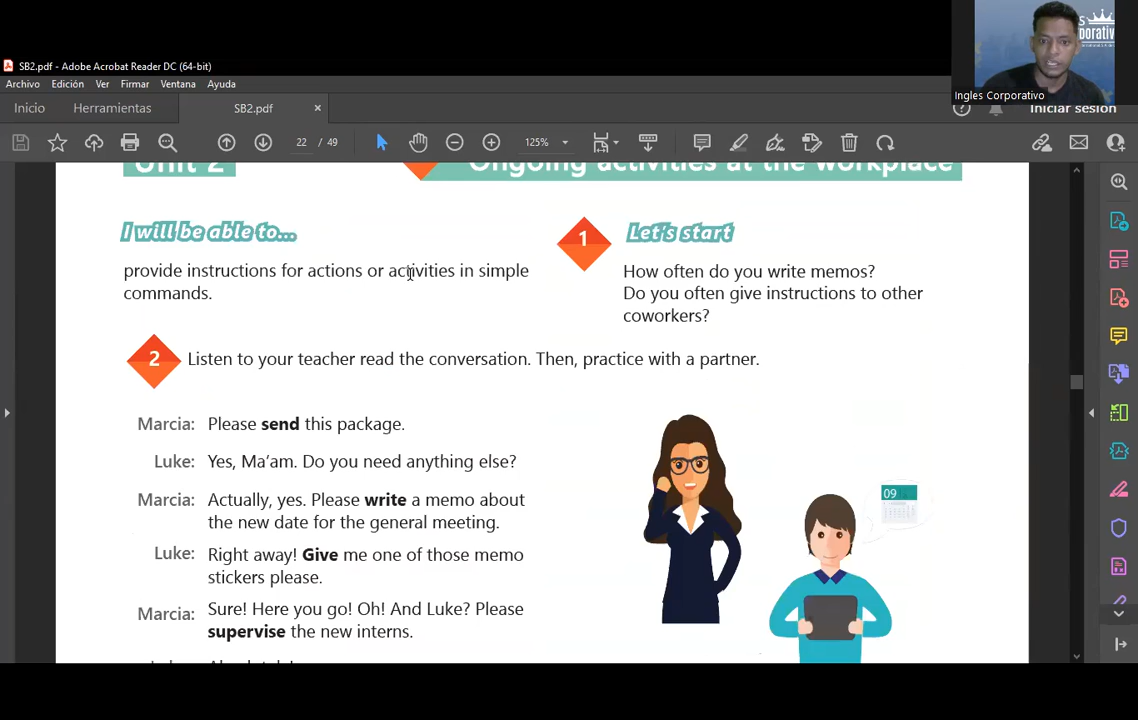 SB2.pdf - Adobe Acrobat Reader DC (64-bit)
Archivo Edición Ver Firmar Ventana Ayuda
Ingles Corporativo
Inicio Herramientas SB2.pdf × Iniciar sesión
22 / 49 125%
Unit 2 Ongoing activities at the workplace
I will be able to...
provide instructions for actions or activities in simple
commands.
1 Let's start
How often do you write memos?
Do you often give instructions to other
coworkers?
2 Listen to your teacher read the conversation. Then, practice with a partner.
Marcia: Please send this package.
Luke: Yes, Ma'am. Do you need anything else?
Marcia: Actually, yes. Please write a memo about
the new date for the general meeting.
Luke: Right away! Give me one of those memo
stickers please.
Marcia: Sure! Here you go! Oh! And Luke? Please
supervise the new interns.
09